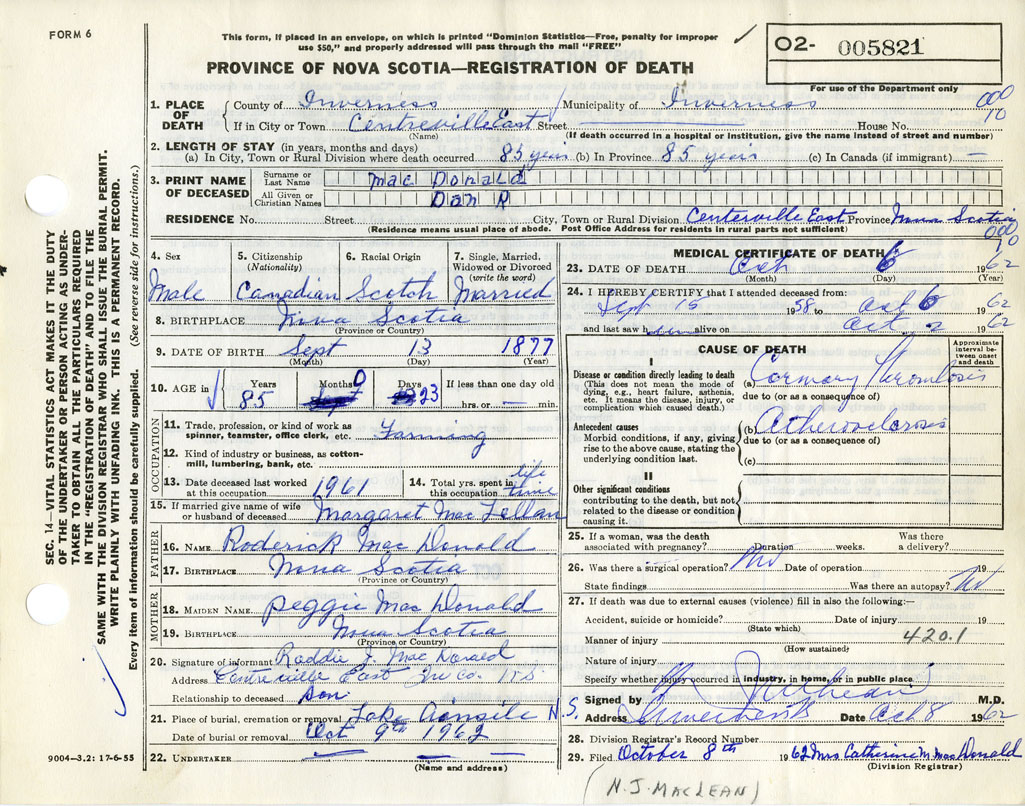 FORM 6
This form, if placed in an envelope, on which is printed "Dominion Statistics—Free, penalty for improper
use $50," and properly addressed will pass through the mail "FREE"
O2- 005821
PROVINCE OF NOVA SCOTIA—REGISTRATION OF DEATH
For use of the Department only
1. PLACE OF DEATH
County of Inverness Municipality of Inverness 000
If in City or Town Centreville East Street House No. 10
(Name) (If death occurred in a hospital or institution, give the name instead of street and number)
2. LENGTH OF STAY (in years, months and days)
(a) In City, Town or Rural Division where death occurred 85 years (b) In Province 85 years (c) In Canada (if immigrant) —
3. PRINT NAME OF DECEASED
Surname or Last Name Mac Donald
All Given or Christian Names Dan R
RESIDENCE No. Street City, Town or Rural Division Centerville East Province Nova Scotia
(Residence means usual place of abode. Post Office Address for residents in rural parts not sufficient) 000
10
4. Sex 5. Citizenship (Nationality) 6. Racial Origin 7. Single, Married, Widowed or Divorced (write the word)
Male Canadian Scotch Married
8. BIRTHPLACE Nova Scotia
(Province or Country)
9. DATE OF BIRTH Sept 13 1877
(Month) (Day) (Year)
10. AGE in Years Months Days If less than one day old
85 0 23 hrs. or — min.
OCCUPATION
11. Trade, profession, or kind of work as
spinner, teamster, office clerk, etc. Farming
12. Kind of industry or business, as cotton-
mill, lumbering, bank, etc.
13. Date deceased last worked at this occupation 1961 14. Total yrs. spent in this occupation life time
15. If married give name of wife
or husband of deceased Margaret Mac Lellan
FATHER
16. NAME Roderick Mac Donald
17. BIRTHPLACE Nova Scotia
(Province or Country)
MOTHER
18. MAIDEN NAME Peggie Mac Donald
19. BIRTHPLACE Nova Scotia
(Province or Country)
20. Signature of informant Roddie J. Mac Donald
Address Centreville East Inv Co. N.S.
Relationship to deceased Son
21. Place of burial, cremation or removal Lake Ainslie N.S.
Date of burial or removal Oct 9th 1962
22. UNDERTAKER
(Name and address)
9004—3.2: 17-6-55
MEDICAL CERTIFICATE OF DEATH
23. DATE OF DEATH Oct 6 1962
(Month) (Day) (Year)
24. I HEREBY CERTIFY that I attended deceased from:
Sept 15 1958 to Oct 6 1962
and last saw him alive on Oct 2 1962
CAUSE OF DEATH
Approximate interval between onset and death
I
Disease or condition directly leading to death
(This does not mean the mode of
dying, e.g., heart failure, asthenia,
etc. It means the disease, injury, or
complication which caused death.)
(a) Coronary Thrombosis
due to (or as a consequence of)
Antecedent causes
Morbid conditions, if any, giving
rise to the above cause, stating the
underlying condition last.
(b) Atherosclerosis
due to (or as a consequence of)
(c)
II
Other significant conditions
contributing to the death, but not
related to the disease or condition
causing it.
25. If a woman, was the death Was there
associated with pregnancy? Duration weeks. a delivery?
26. Was there a surgical operation? No Date of operation 19
State findings Was there an autopsy? No
27. If death was due to external causes (violence) fill in also the following:—
Accident, suicide or homicide? Date of injury 19
(State which)
Manner of injury 420.1
(How sustained)
Nature of injury
Specify whether injury occurred in industry, in home, or in public place
Signed by M.D.
Address Date Oct 8 1962
28. Division Registrar's Record Number
29. Filed October 8th 1962 Mrs Catherine M. MacDonald
(Division Registrar)
(N.J. MACLEAN)
SEC. 14—VITAL STATISTICS ACT MAKES IT THE DUTY
OF THE UNDERTAKER OR PERSON ACTING AS UNDER-
TAKER TO OBTAIN ALL THE PARTICULARS REQUIRED
IN THE "REGISTRATION OF DEATH" AND TO FILE THE
SAME WITH THE DIVISION REGISTRAR WHO SHALL ISSUE THE BURIAL PERMIT.
WRITE PLAINLY WITH UNFADING INK. THIS IS A PERMANENT RECORD.
Every item of information should be carefully supplied. (See reverse side for instructions.)